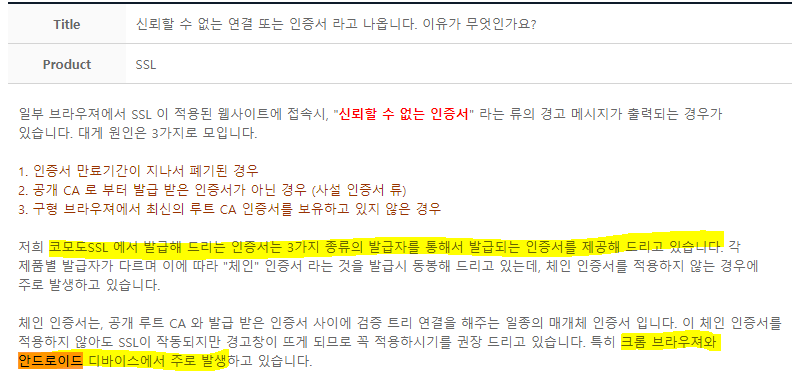 Title 신뢰할 수 없는 연결 또는 인증서 라고 나옵니다. 이유가 무엇인가요?
Product SSL
일부 브라우져에서 SSL 이 적용된 웹사이트에 접속시, "신뢰할 수 없는 인증서" 라는 류의 경고 메시지가 출력되는 경우가
있습니다. 대게 원인은 3가지로 모입니다.
1. 인증서 만료기간이 지나서 폐기된 경우
2. 공개 CA 로 부터 발급 받은 인증서가 아닌 경우 (사설 인증서 류)
3. 구형 브라우져에서 최신의 루트 CA 인증서를 보유하고 있지 않은 경우
저희 코모도SSL 에서 발급해 드리는 인증서는 3가지 종류의 발급자를 통해서 발급되는 인증서를 제공해 드리고 있습니다. 각
제품별 발급자가 다르며 이에 따라 "체인" 인증서 라는 것을 발급시 동봉해 드리고 있는데, 체인 인증서를 적용하지 않는 경우에
주로 발생하고 있습니다.
체인 인증서는, 공개 루트 CA 와 발급 받은 인증서 사이에 검증 트리 연결을 해주는 일종의 매개체 인증서 입니다. 이 체인 인증서를
적용하지 않아도 SSL이 작동되지만 경고창이 뜨게 되므로 꼭 적용하시기를 권장 드리고 있습니다. 특히 크롬 브라우져와
안드로이드 디바이스에서 주로 발생하고 있습니다.